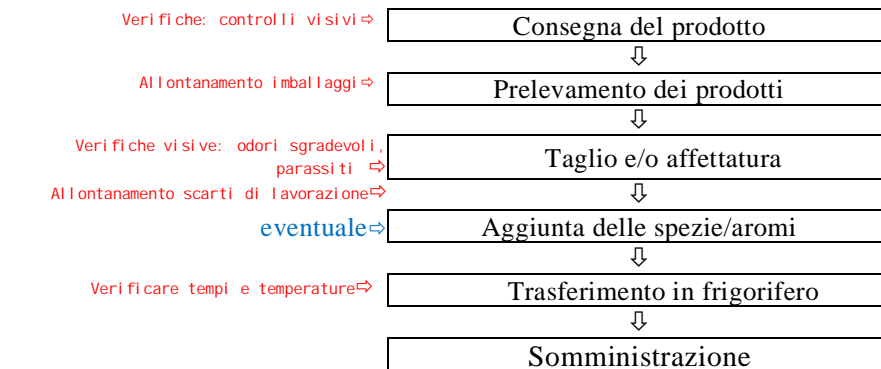 Verifiche: controlli visivi⇨ Consegna del prodotto
⇩
Allontanamento imballaggi⇨ Prelevamento dei prodotti
⇩
Verifiche visive: odori sgradevoli,
parassiti ⇨ Taglio e/o affettatura
Allontanamento scarti di lavorazione⇨ ⇩
eventuale⇨ Aggiunta delle spezie/aromi
⇩
Verificare tempi e temperature⇨ Trasferimento in frigorifero
⇩
Somministrazione